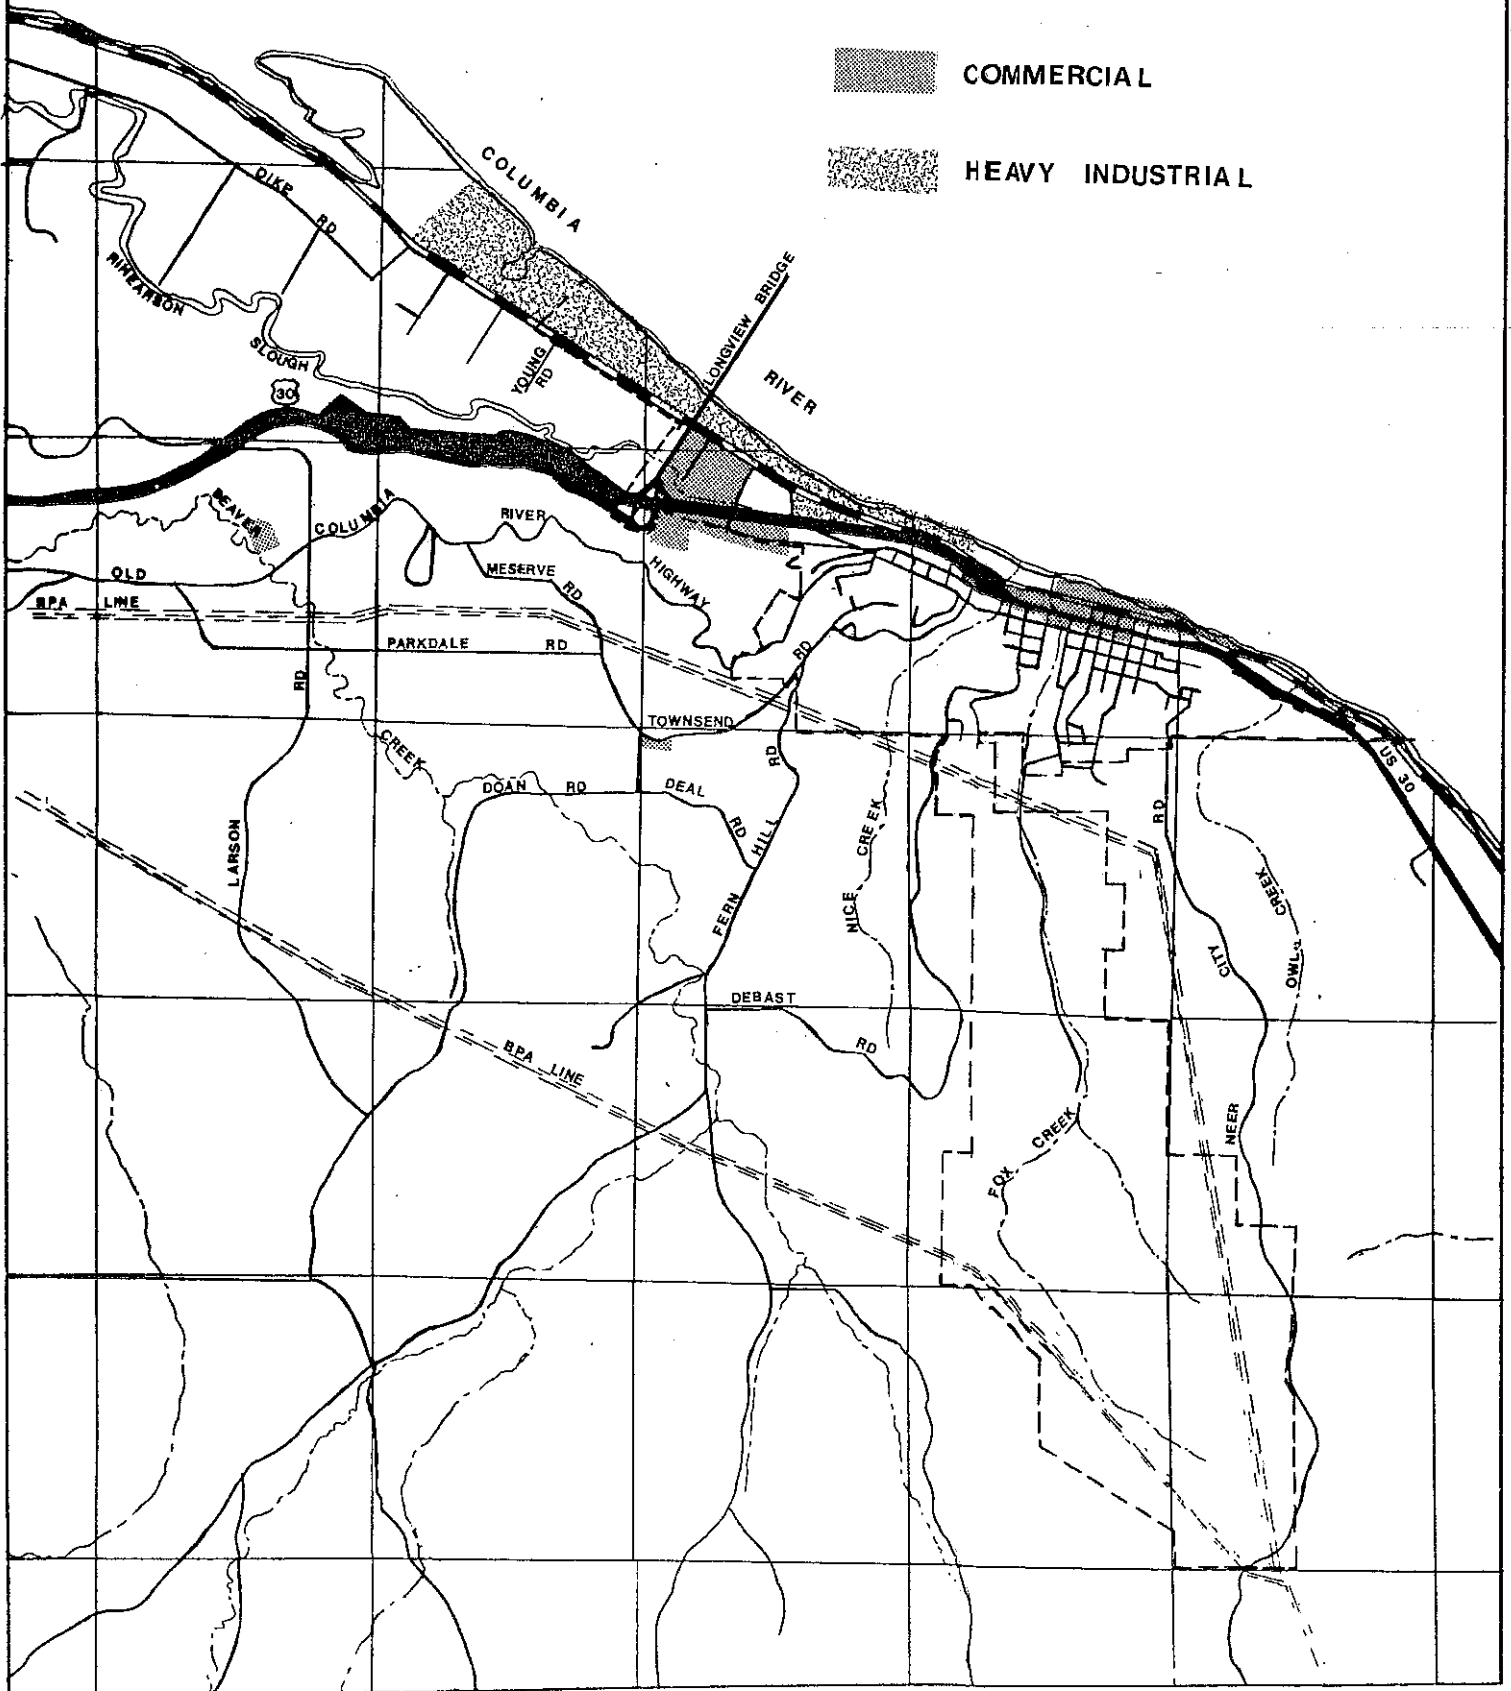 COMMERCIAL
HEAVY INDUSTRIAL
COLUMBIA
DIKE RD
RINEARSON
SLOUGH
30
YOUNG RD
LONGVIEW BRIDGE
RIVER
BEAVER
COLUMBIA
RIVER
HIGHWAY
OLD
MESERVE RD
BPA LINE
PARKDALE RD
RD
RD
TOWNSEND
CREEK
DOAN RD
DEAL
RD
RD
US 30
LARSON
HILL
FERN
NICE CREEK
RD
CREEK
OWL
CITY
DEBAST
RD
BPA LINE
NEER
FOX CREEK